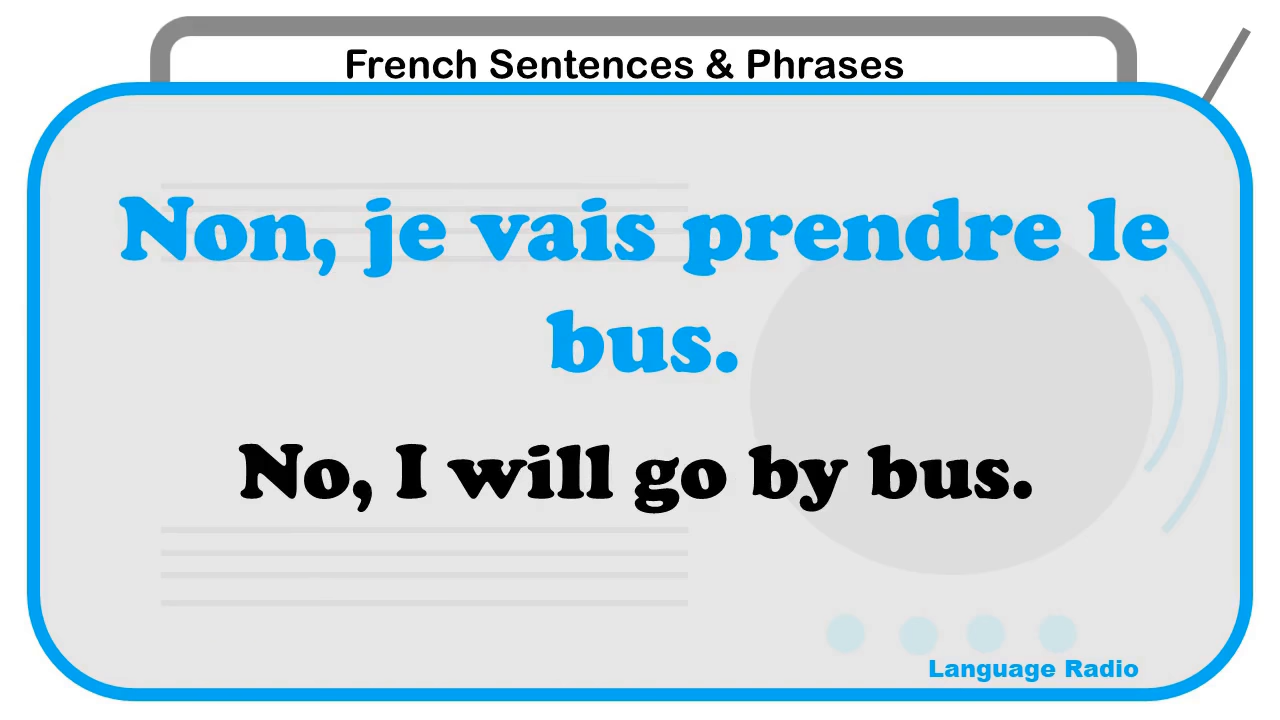 French Sentences & Phrases
Non, je vais prendre le
bus.
No, I will go by bus.
Language Radio